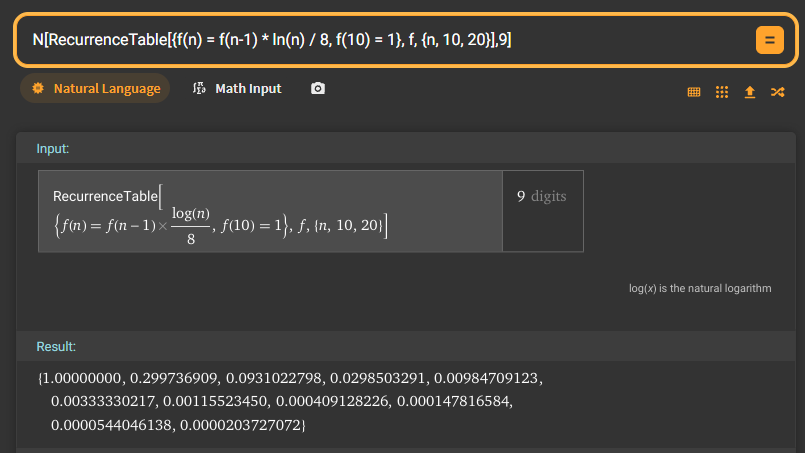 N[RecurrenceTable[{f(n) = f(n-1) * ln(n) / 8, f(10) = 1}, f, {n, 10, 20}],9]
=
Natural Language
∫Σ∂π Math Input
Input:
RecurrenceTable[
{f(n) = f(n − 1) × log(n)/8, f(10) = 1}, f, {n, 10, 20}]
9 digits
log(x) is the natural logarithm
Result:
{1.00000000, 0.299736909, 0.0931022798, 0.0298503291, 0.00984709123,
0.00333330217, 0.00115523450, 0.000409128226, 0.000147816584,
0.0000544046138, 0.0000203727072}